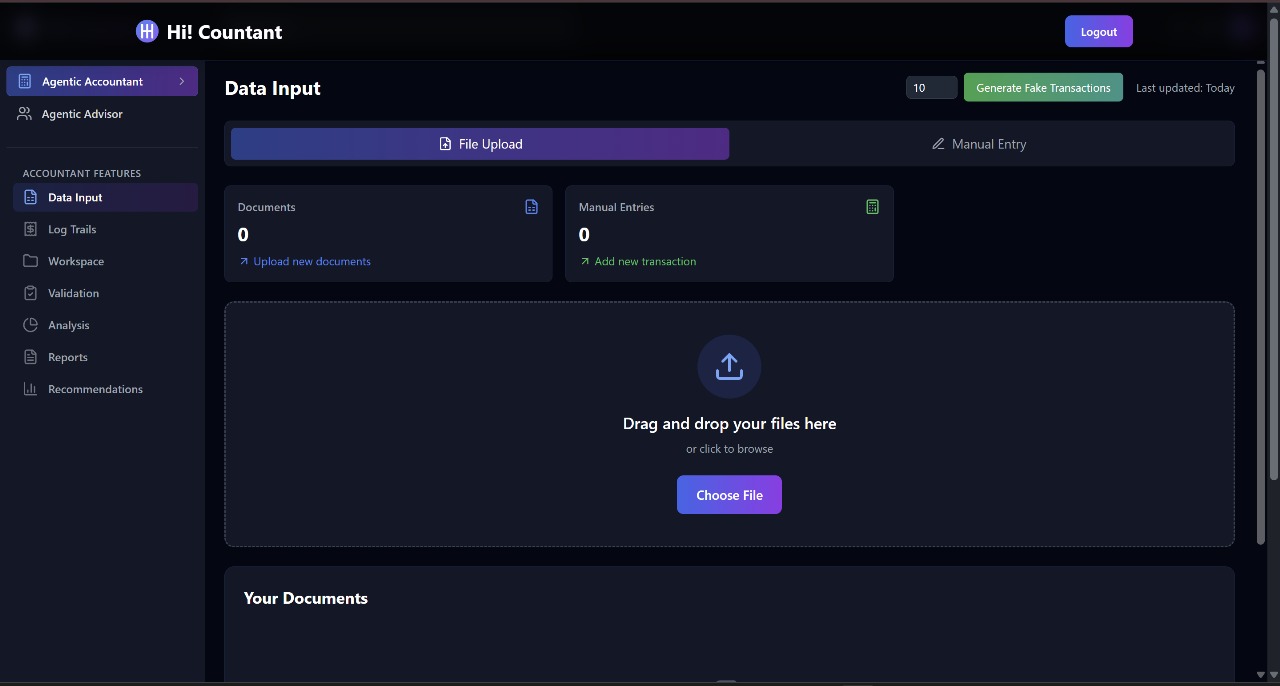 Hi! Countant
Logout
Agentic Accountant
Agentic Advisor
ACCOUNTANT FEATURES
Data Input
Log Trails
Workspace
Validation
Analysis
Reports
Recommendations
Data Input
10
Generate Fake Transactions
Last updated: Today
File Upload
Manual Entry
Documents
0
Upload new documents
Manual Entries
0
Add new transaction
Drag and drop your files here
or click to browse
Choose File
Your Documents